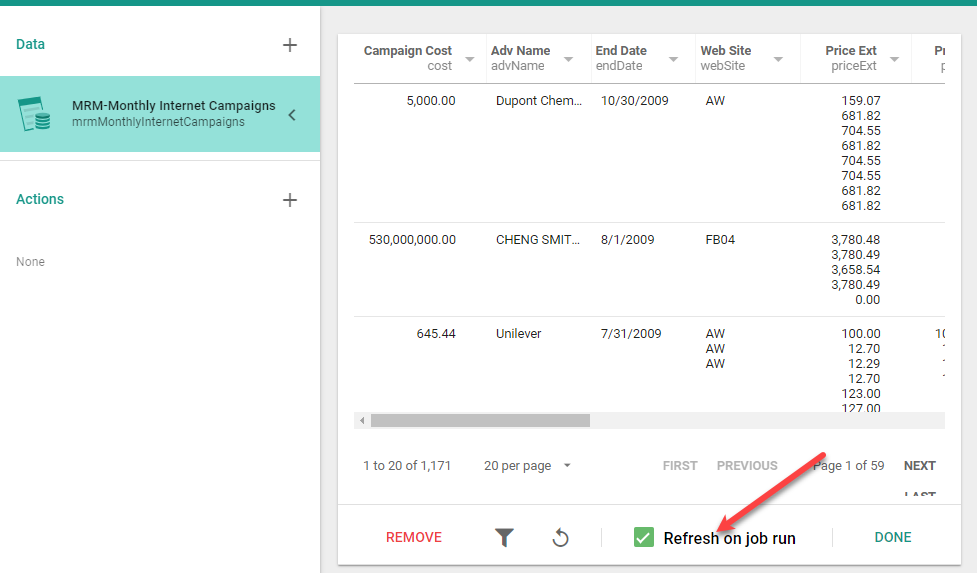 Data
MRM-Monthly Internet Campaigns
mrmMonthlyInternetCampaigns
Actions
None
Campaign Cost Adv Name End Date Web Site Price Ext
cost advName endDate webSite priceExt
5,000.00 Dupont Chem... 10/30/2009 AW 159.07
681.82
704.55
681.82
704.55
704.55
681.82
681.82
530,000,000.00 CHENG SMIT... 8/1/2009 FB04 3,780.48
3,780.49
3,658.54
3,780.49
0.00
645.44 Unilever 7/31/2009 AW 100.00
AW 12.70
AW 12.29
12.70
123.00
127.00
1 to 20 of 1,171 20 per page FIRST PREVIOUS Page 1 of 59 NEXT
LAST
REMOVE Refresh on job run DONE